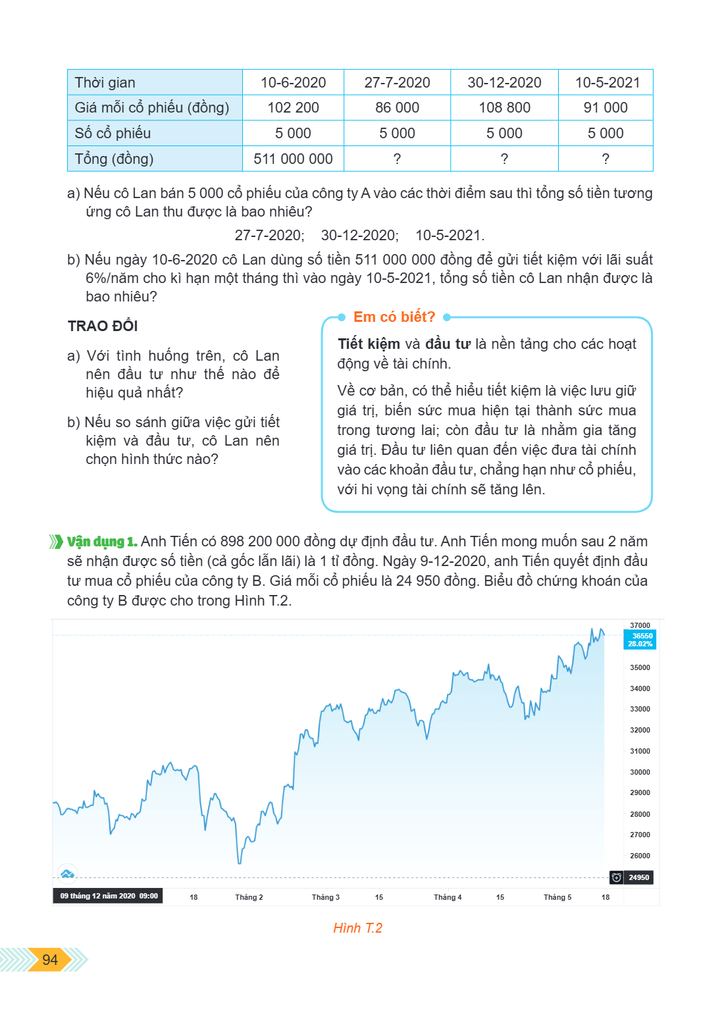 Thời gian 10-6-2020 27-7-2020 30-12-2020 10-5-2021
Giá mỗi cổ phiếu (đồng) 102 200 86 000 108 800 91 000
Số cổ phiếu 5 000 5 000 5 000 5 000
Tổng (đồng) 511 000 000 ? ? ?
a) Nếu cô Lan bán 5 000 cổ phiếu của công ty A vào các thời điểm sau thì tổng số tiền tương
ứng cô Lan thu được là bao nhiêu?
27-7-2020; 30-12-2020; 10-5-2021.
b) Nếu ngày 10-6-2020 cô Lan dùng số tiền 511 000 000 đồng để gửi tiết kiệm với lãi suất
6%/năm cho kì hạn một tháng thì vào ngày 10-5-2021, tổng số tiền cô Lan nhận được là
bao nhiêu?
TRAO ĐỔI
a) Với tình huống trên, cô Lan
nên đầu tư như thế nào để
hiệu quả nhất?
b) Nếu so sánh giữa việc gửi tiết
kiệm và đầu tư, cô Lan nên
chọn hình thức nào?
Em có biết?
Tiết kiệm và đầu tư là nền tảng cho các hoạt
động về tài chính.
Về cơ bản, có thể hiểu tiết kiệm là việc lưu giữ
giá trị, biến sức mua hiện tại thành sức mua
trong tương lai; còn đầu tư là nhằm gia tăng
giá trị. Đầu tư liên quan đến việc đưa tài chính
vào các khoản đầu tư, chẳng hạn như cổ phiếu,
với hi vọng tài chính sẽ tăng lên.
Vận dụng 1. Anh Tiến có 898 200 000 đồng dự định đầu tư. Anh Tiến mong muốn sau 2 năm
sẽ nhận được số tiền (cả gốc lẫn lãi) là 1 tỉ đồng. Ngày 9-12-2020, anh Tiến quyết định đầu
tư mua cổ phiếu của công ty B. Giá mỗi cổ phiếu là 24 950 đồng. Biểu đồ chứng khoán của
công ty B được cho trong Hình T.2.
37000
36550
28.62%
35000
34000
33000
32000
31000
30000
29000
28000
27000
26000
24950
09 tháng 12 năm 2020 09:00 18 Tháng 2 Tháng 3 15 Tháng 4 15 Tháng 5 18
Hình T.2
94